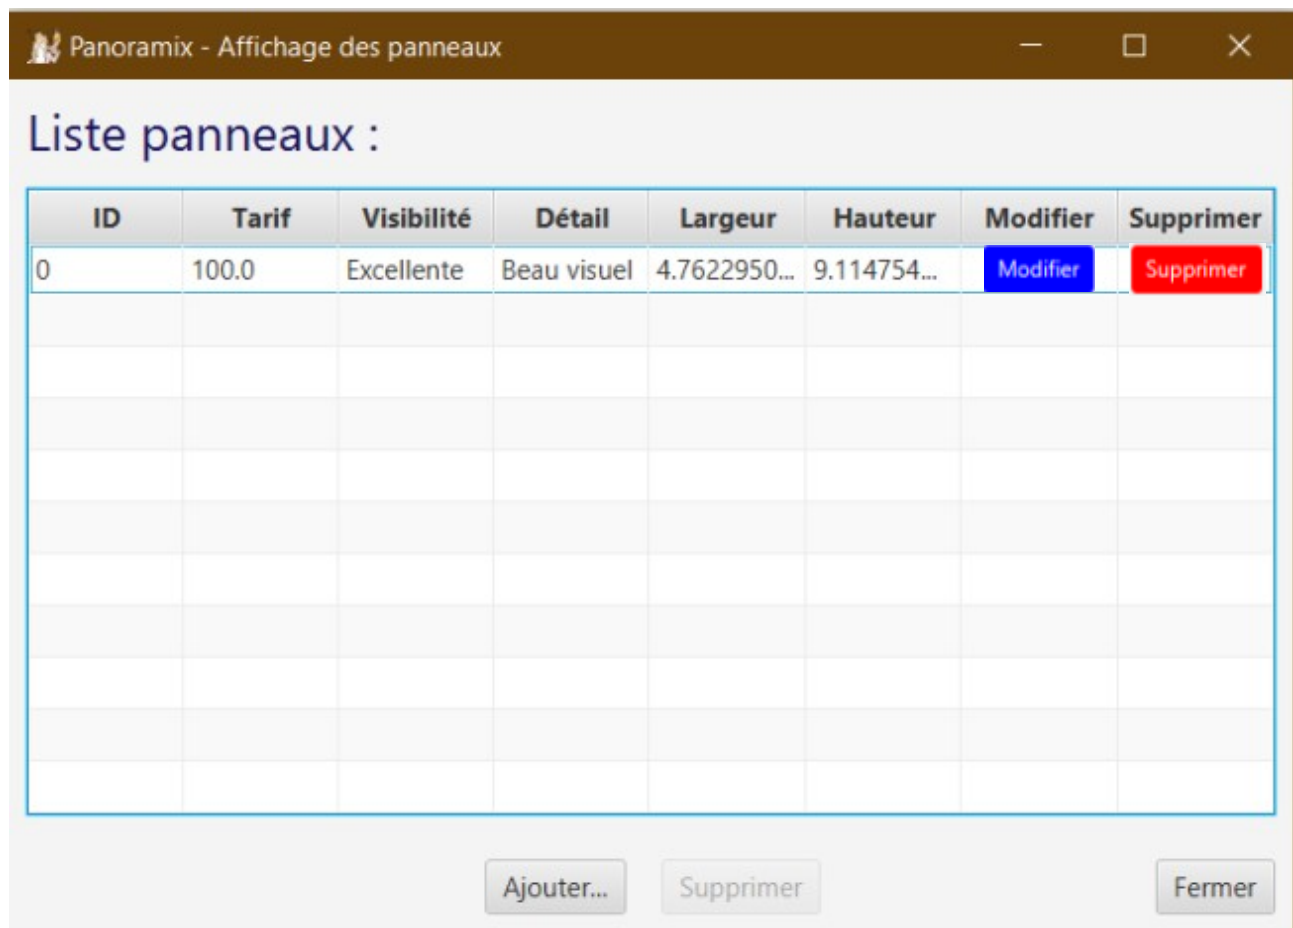 Panoramix - Affichage des panneaux
Liste panneaux :
ID Tarif Visibilité Détail Largeur Hauteur Modifier Supprimer
0 100.0 Excellente Beau visuel 4.7622950... 9.114754... Modifier Supprimer
Ajouter... Supprimer Fermer